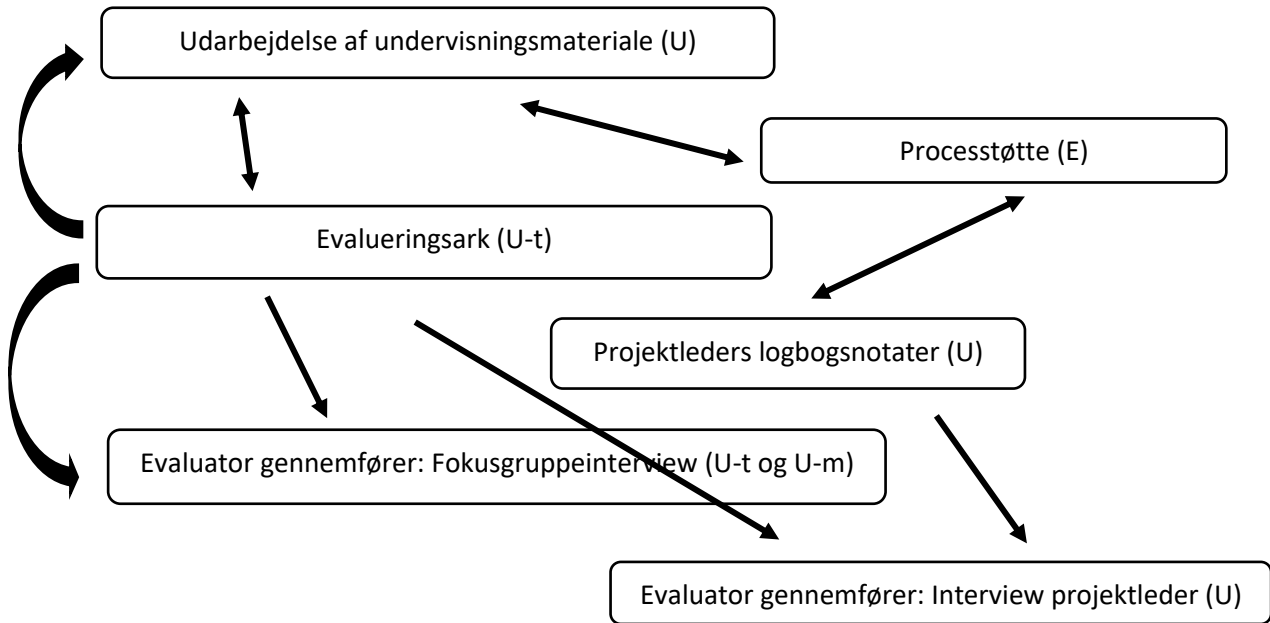 Udarbejdelse af undervisningsmateriale (U)
Processtøtte (E)
Evalueringsark (U-t)
Projektleders logbogsnotater (U)
Evaluator gennemfører: Fokusgruppeinterview (U-t og U-m)
Evaluator gennemfører: Interview projektleder (U)